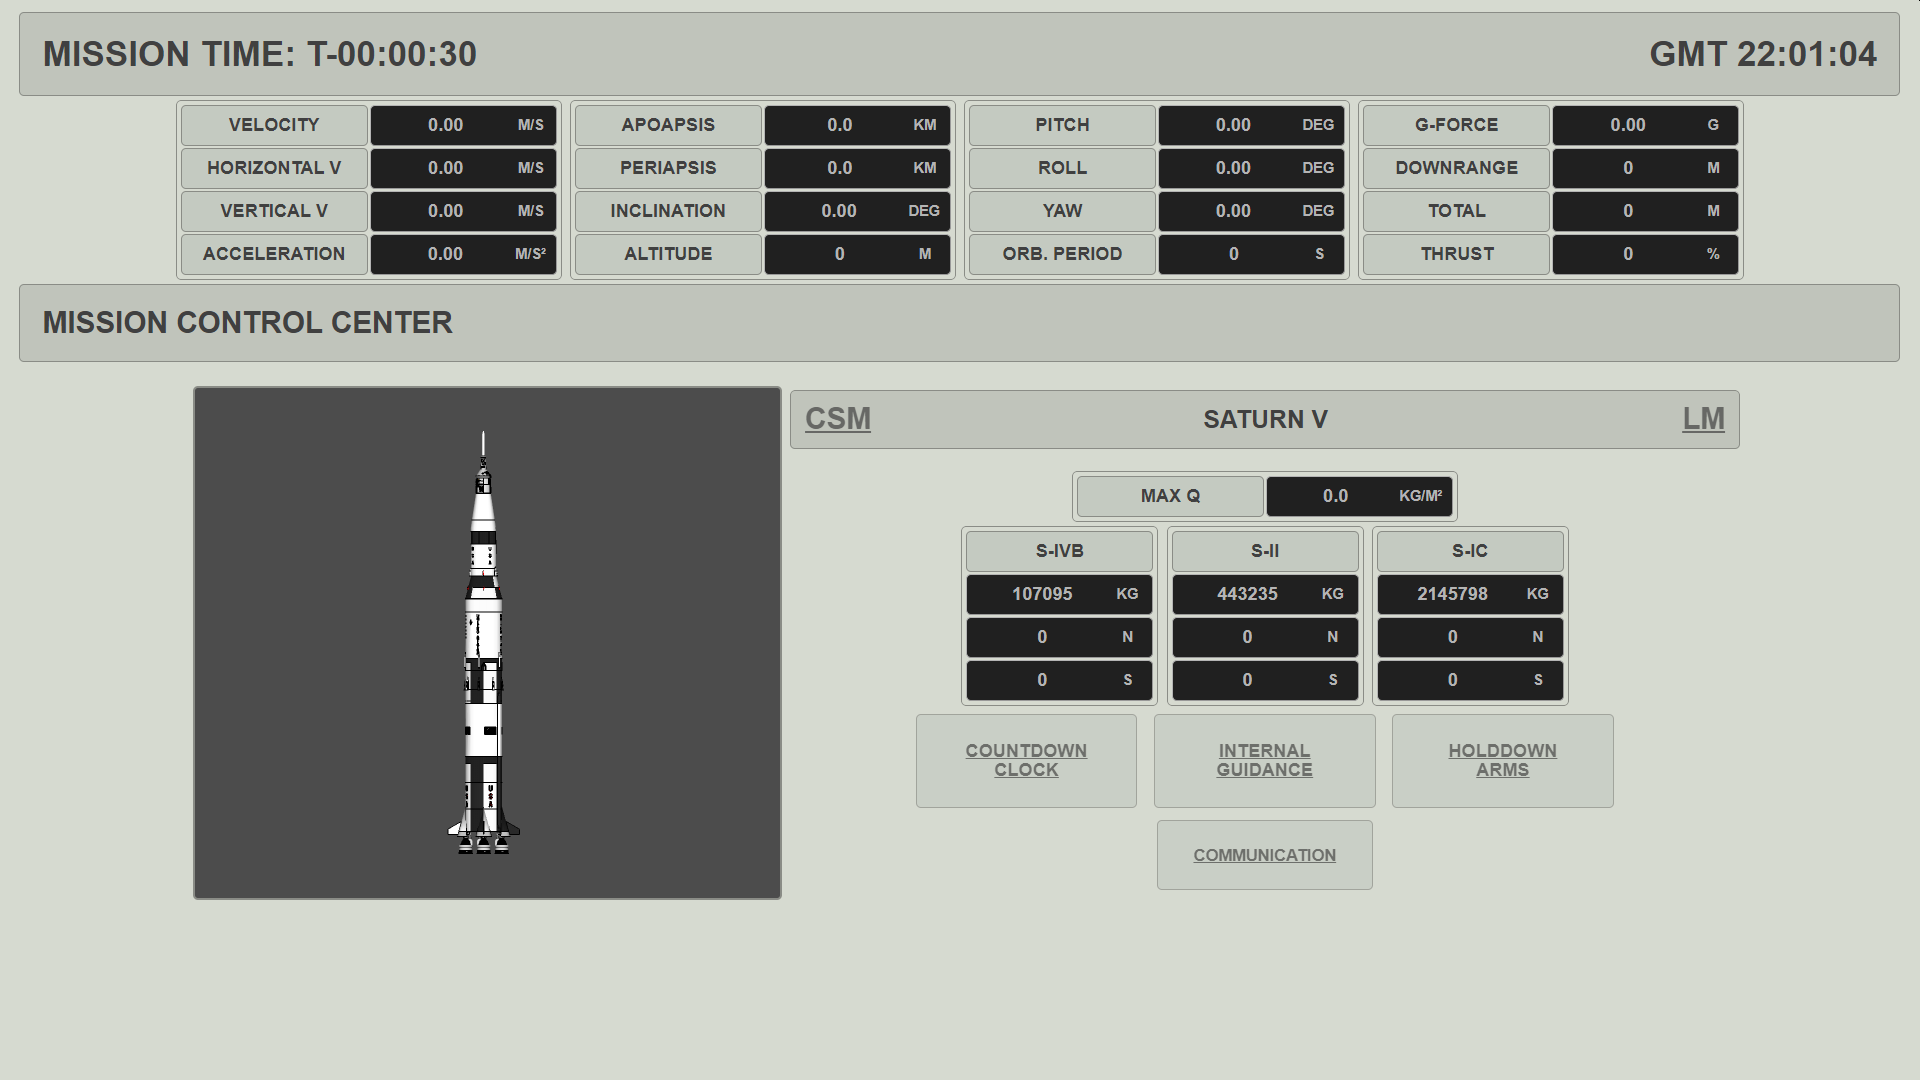 MISSION TIME: T-00:00:30 GMT 22:01:04
VELOCITY 0.00 M/S APOAPSIS 0.0 KM PITCH 0.00 DEG G-FORCE 0.00 G
HORIZONTAL V 0.00 M/S PERIAPSIS 0.0 KM ROLL 0.00 DEG DOWNRANGE 0 M
VERTICAL V 0.00 M/S INCLINATION 0.00 DEG YAW 0.00 DEG TOTAL 0 M
ACCELERATION 0.00 M/S² ALTITUDE 0 M ORB. PERIOD 0 S THRUST 0 %
MISSION CONTROL CENTER
CSM SATURN V LM
MAX Q 0.0 KG/M²
S-IVB S-II S-IC
107095 KG 443235 KG 2145798 KG
0 N 0 N 0 N
0 S 0 S 0 S
COUNTDOWN
CLOCK
INTERNAL
GUIDANCE
HOLDDOWN
ARMS
COMMUNICATION